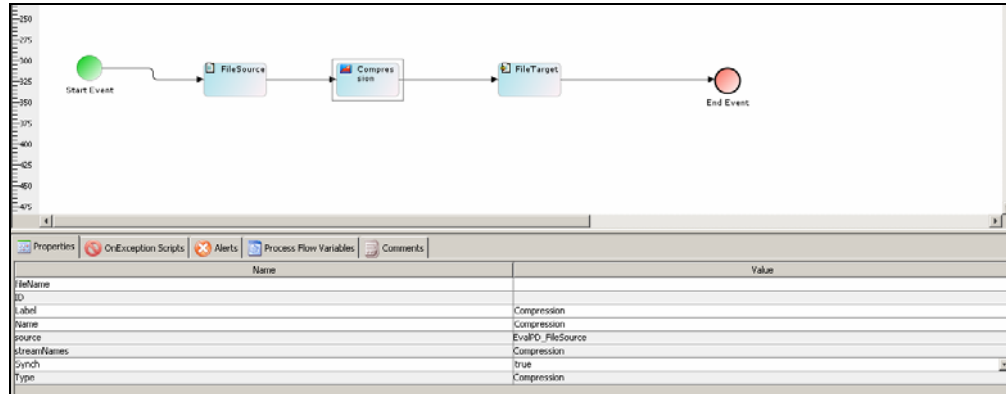 250
275
300
325
350
375
400
425
450
475
Start Event
FileSource
Compres
sion
FileTarget
End Event
Properties OnException Scripts Alerts Process Flow Variables Comments
Name Value
fileName
ID
Label Compression
Name Compression
source EvalPD_FileSource
streamNames Compression
Synch true
Type Compression